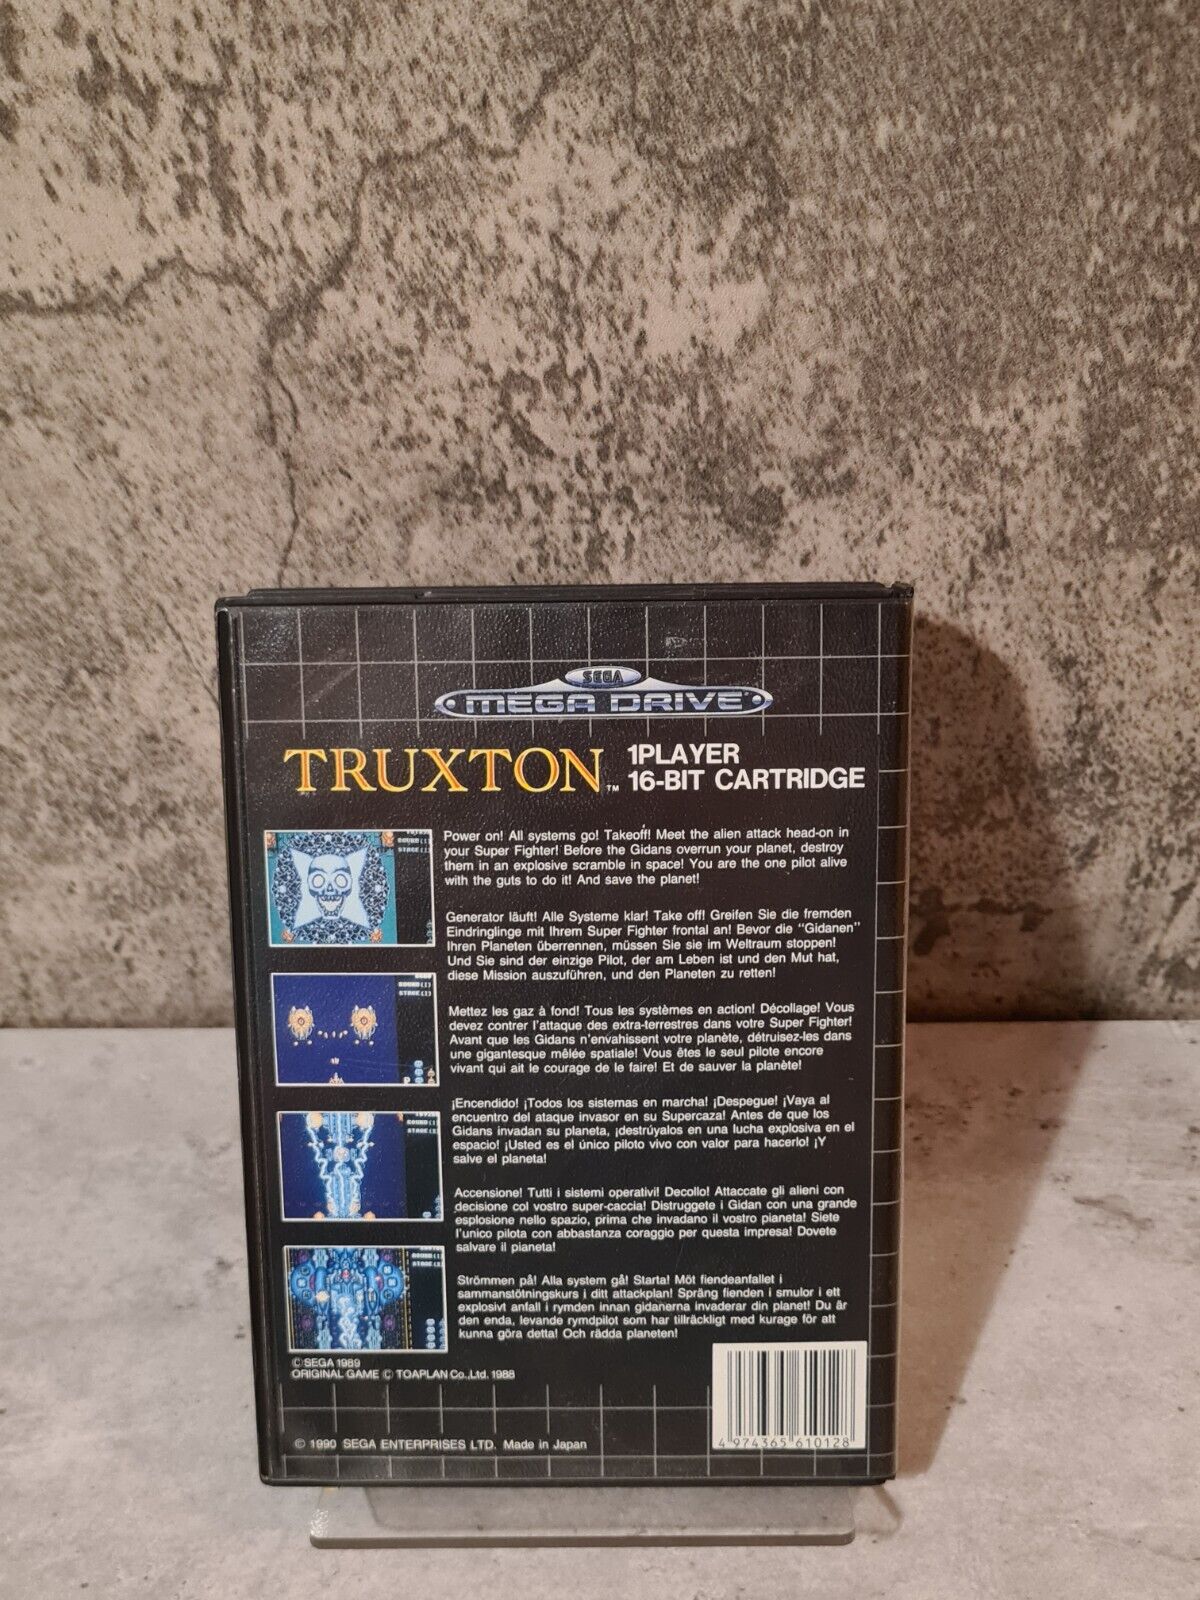 SEGA
MEGA DRIVE
TRUXTON™
1PLAYER
16-BIT CARTRIDGE
Power on! All systems go! Takeoff! Meet the alien attack head-on in
your Super Fighter! Before the Gidans overrun your planet, destroy
them in an explosive scramble in space! You are the one pilot alive
with the guts to do it! And save the planet!
Generator läuft! Alle Systeme klar! Take off! Greifen Sie die fremden
Eindringlinge mit Ihrem Super Fighter frontal an! Bevor die "Gidanen"
Ihren Planeten überrennen, müssen Sie sie im Weltraum stoppen!
Und Sie sind der einzige Pilot, der am Leben ist und den Mut hat,
diese Mission auszuführen, und den Planeten zu retten!
Mettez les gaz à fond! Tous les systèmes en action! Décollage! Vous
devez contrer l'attaque des extra-terrestres dans votre Super Fighter!
Avant que les Gidans n'envahissent votre planète, détruisez-les dans
une gigantesque mêlée spatiale! Vous êtes le seul pilote encore
vivant qui ait le courage de le faire! Et de sauver la planète!
¡Encendido! ¡Todos los sistemas en marcha! ¡Despegue! ¡Vaya al
encuentro del ataque invasor en su Supercaza! Antes de que los
Gidans invadan su planeta, ¡destrúyalos en una lucha explosiva en el
espacio! ¡Usted es el único piloto vivo con valor para hacerlo! ¡Y
salve el planeta!
Accensione! Tutti i sistemi operativi! Decollo! Attaccate gli alieni con
decisione col vostro super-caccia! Distruggete i Gidan con una grande
esplosione nello spazio, prima che invadano il vostro pianeta! Siete
l'unico pilota con abbastanza coraggio per questa impresa! Dovete
salvare il pianeta!
Strömmen på! Alla system gå! Starta! Möt fiendeanfallet i
sammanstötningskurs i ditt attackplan! Spräng fienden i smulor i ett
explosivt anfall i rymden innan gidanerna invaderar din planet! Du är
den enda, levande rymdpilot som har tillräckligt med kurage för att
kunna göra detta! Och rädda planeten!
ROUND(1)
STAGE(1)
ROUND(1)
STAGE(1)
ROUND(1)
ROUND(1)
© SEGA 1989
ORIGINAL GAME © TOAPLAN Co.,Ltd. 1988
© 1990 SEGA ENTERPRISES LTD. Made in Japan
4 974365 610128